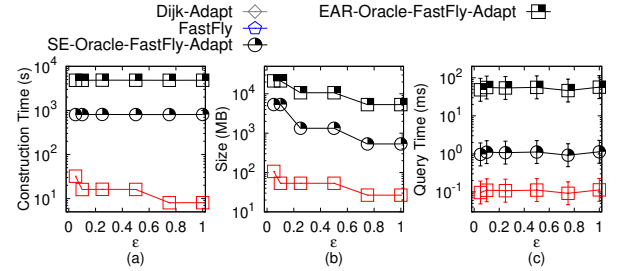 Dijk-Adapt
FastFly
SE-Oracle-FastFly-Adapt
EAR-Oracle-FastFly-Adapt
Construction Time (s)
10^5
10^4
10^3
10^2
10^1
0 0.2 0.4 0.6 0.8 1
ε
(a)
Size (MB)
10^4
10^3
10^2
10^1
0 0.2 0.4 0.6 0.8 1
ε
(b)
Query Time (ms)
10^2
10^1
10^0
10^-1
0 0.2 0.4 0.6 0.8 1
ε
(c)